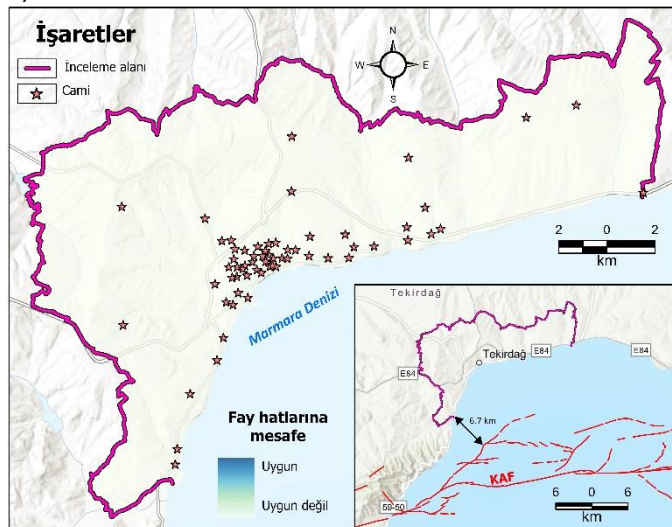 İşaretler
İnceleme alanı
Cami
N
W
E
S
2 0 2
km
Marmara Denizi
Fay hatlarına
mesafe
Uygun
Uygun değil
Tekirdağ
Tekirdağ
E84
E84
E84
6.7 km
KAF
59-50
6 0 6
km